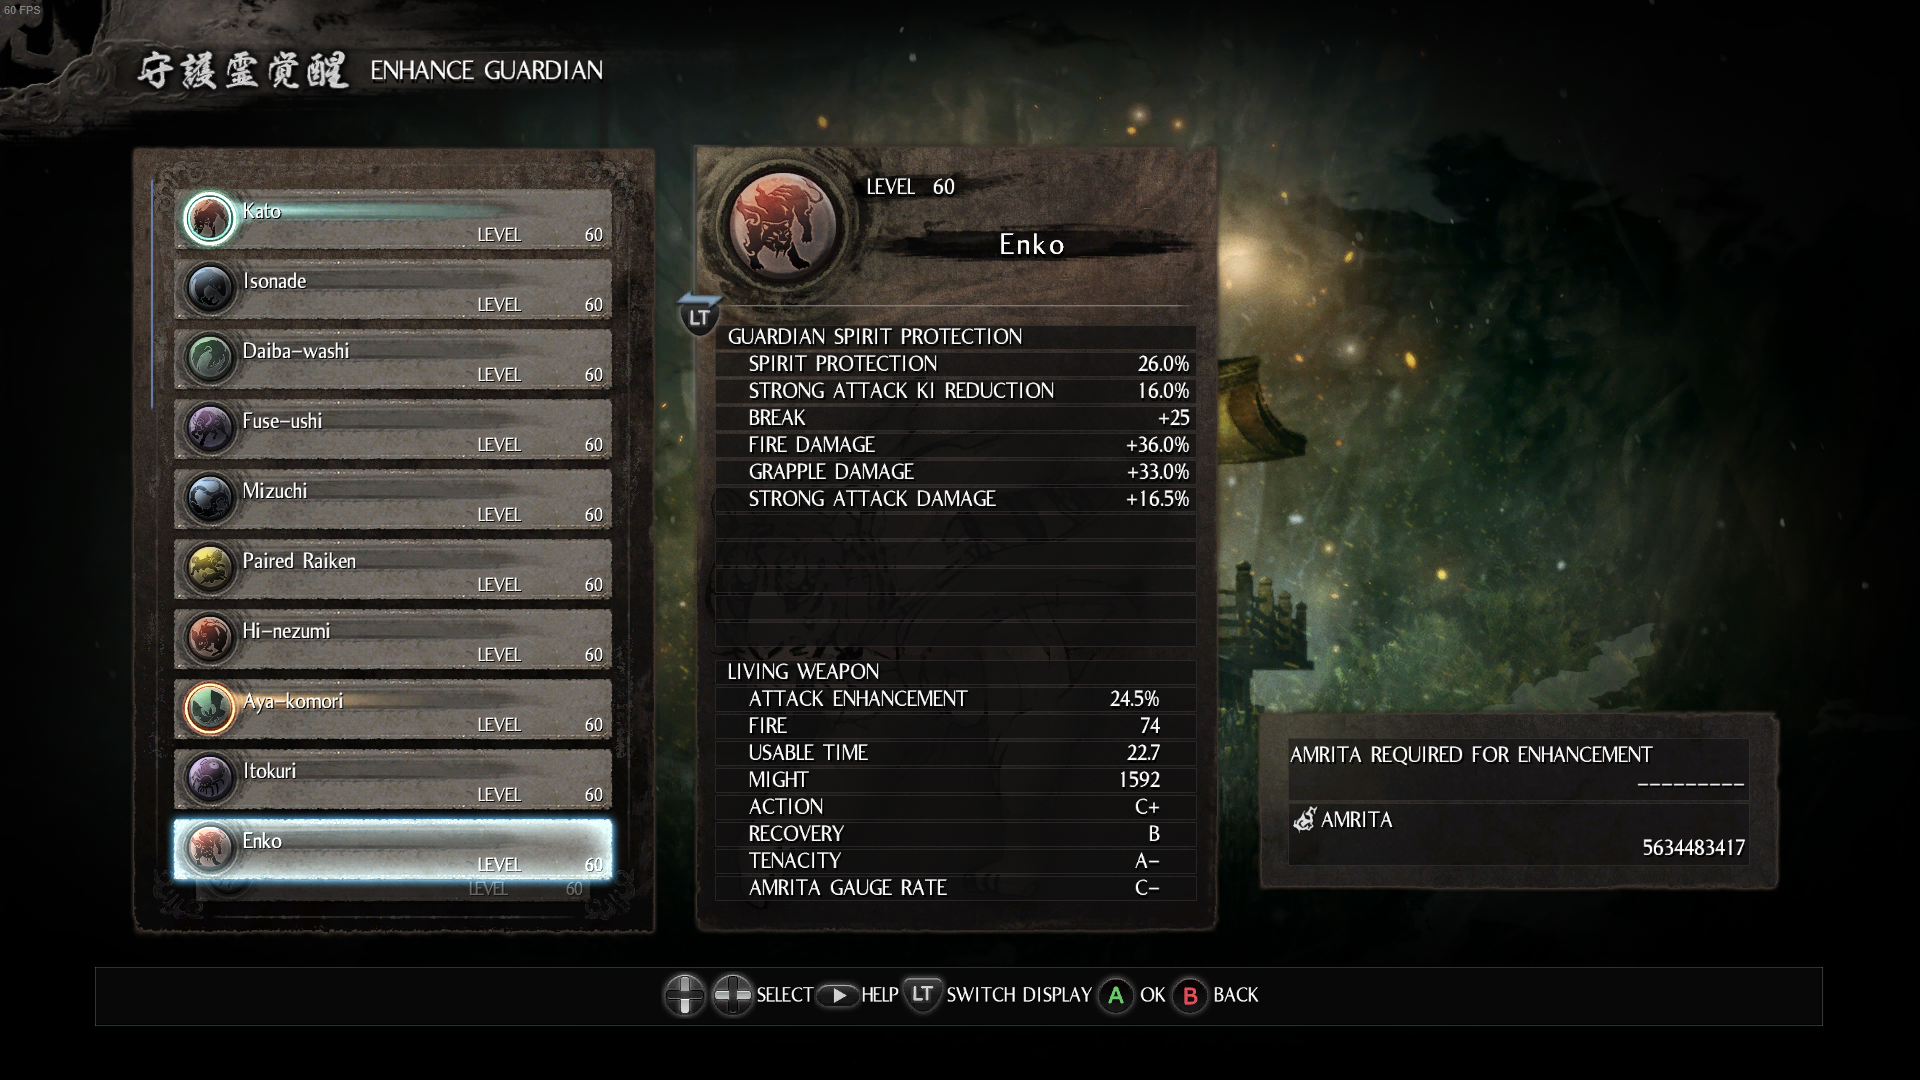 60 FPS
守護霊覚醒 ENHANCE GUARDIAN
Kato
LEVEL 60
Isonade
LEVEL 60
Daiba-washi
LEVEL 60
Fuse-ushi
LEVEL 60
Mizuchi
LEVEL 60
Paired Raiken
LEVEL 60
Hi-nezumi
LEVEL 60
Aya-komori
LEVEL 60
Itokuri
LEVEL 60
Enko
LEVEL 60
LEVEL 60
LEVEL 60
Enko
LT
GUARDIAN SPIRIT PROTECTION
SPIRIT PROTECTION 26.0%
STRONG ATTACK KI REDUCTION 16.0%
BREAK +25
FIRE DAMAGE +36.0%
GRAPPLE DAMAGE +33.0%
STRONG ATTACK DAMAGE +16.5%
LIVING WEAPON
ATTACK ENHANCEMENT 24.5%
FIRE 74
USABLE TIME 22.7
MIGHT 1592
ACTION C+
RECOVERY B
TENACITY A-
AMRITA GAUGE RATE C-
AMRITA REQUIRED FOR ENHANCEMENT
---------
AMRITA
5634483417
SELECT HELP LT SWITCH DISPLAY A OK B BACK